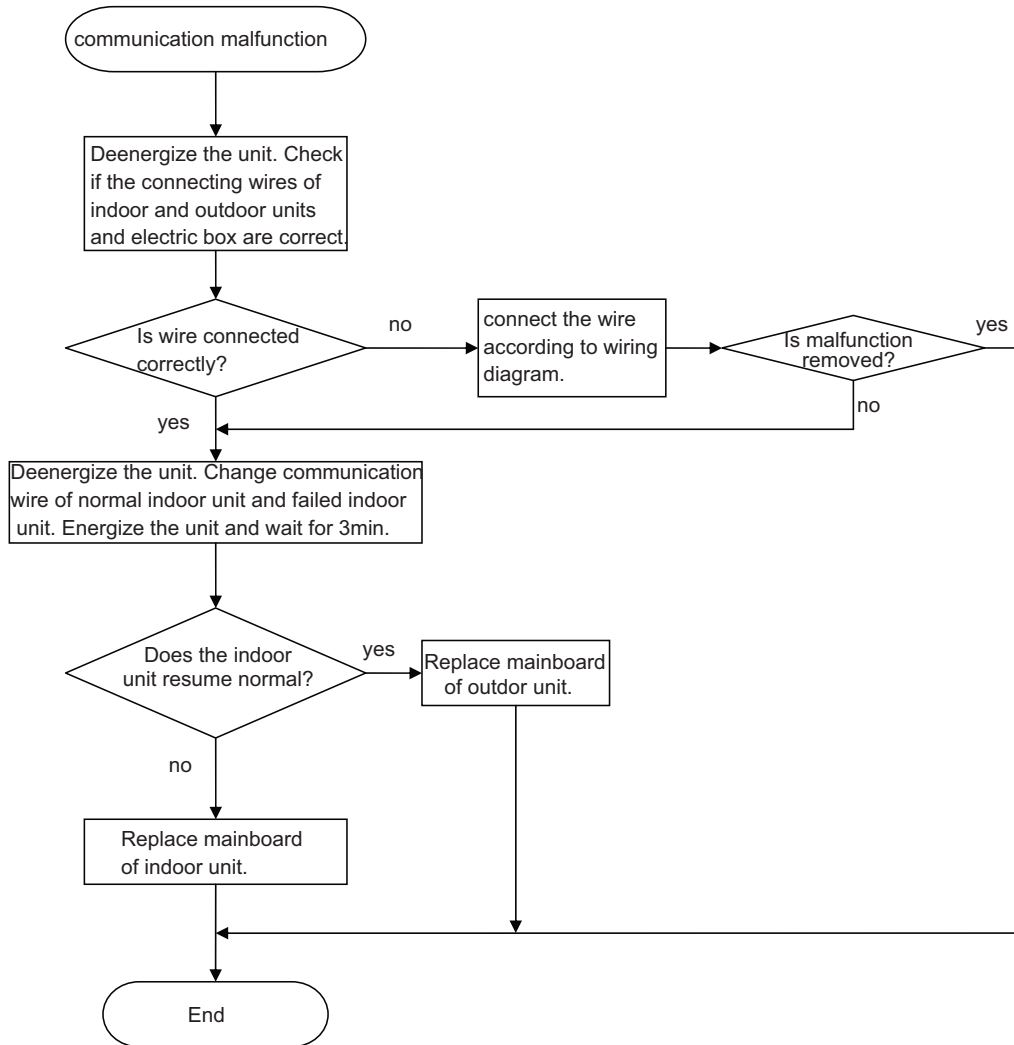 communication malfunction
Deenergize the unit. Check
if the connecting wires of
indoor and outdoor units
and electric box are correct.
Is wire connected
correctly?
no
connect the wire
according to wiring
diagram.
Is malfunction
removed?
yes
no
yes
Deenergize the unit. Change communication
wire of normal indoor unit and failed indoor
unit. Energize the unit and wait for 3min.
Does the indoor
unit resume normal?
yes
Replace mainboard
of outdor unit.
no
Replace mainboard
of indoor unit.
End